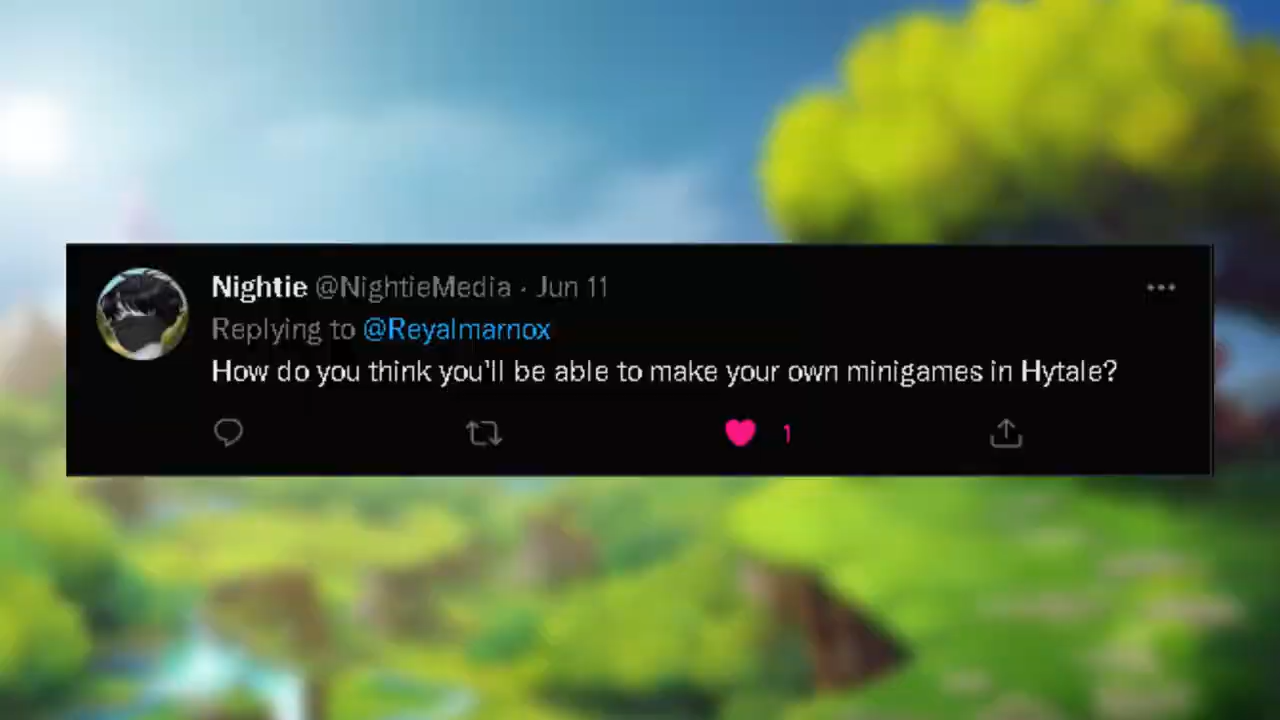 Nightie @NightieMedia · Jun 11
Replying to @Reyalmarnox
How do you think you'll be able to make your own minigames in Hytale?
1